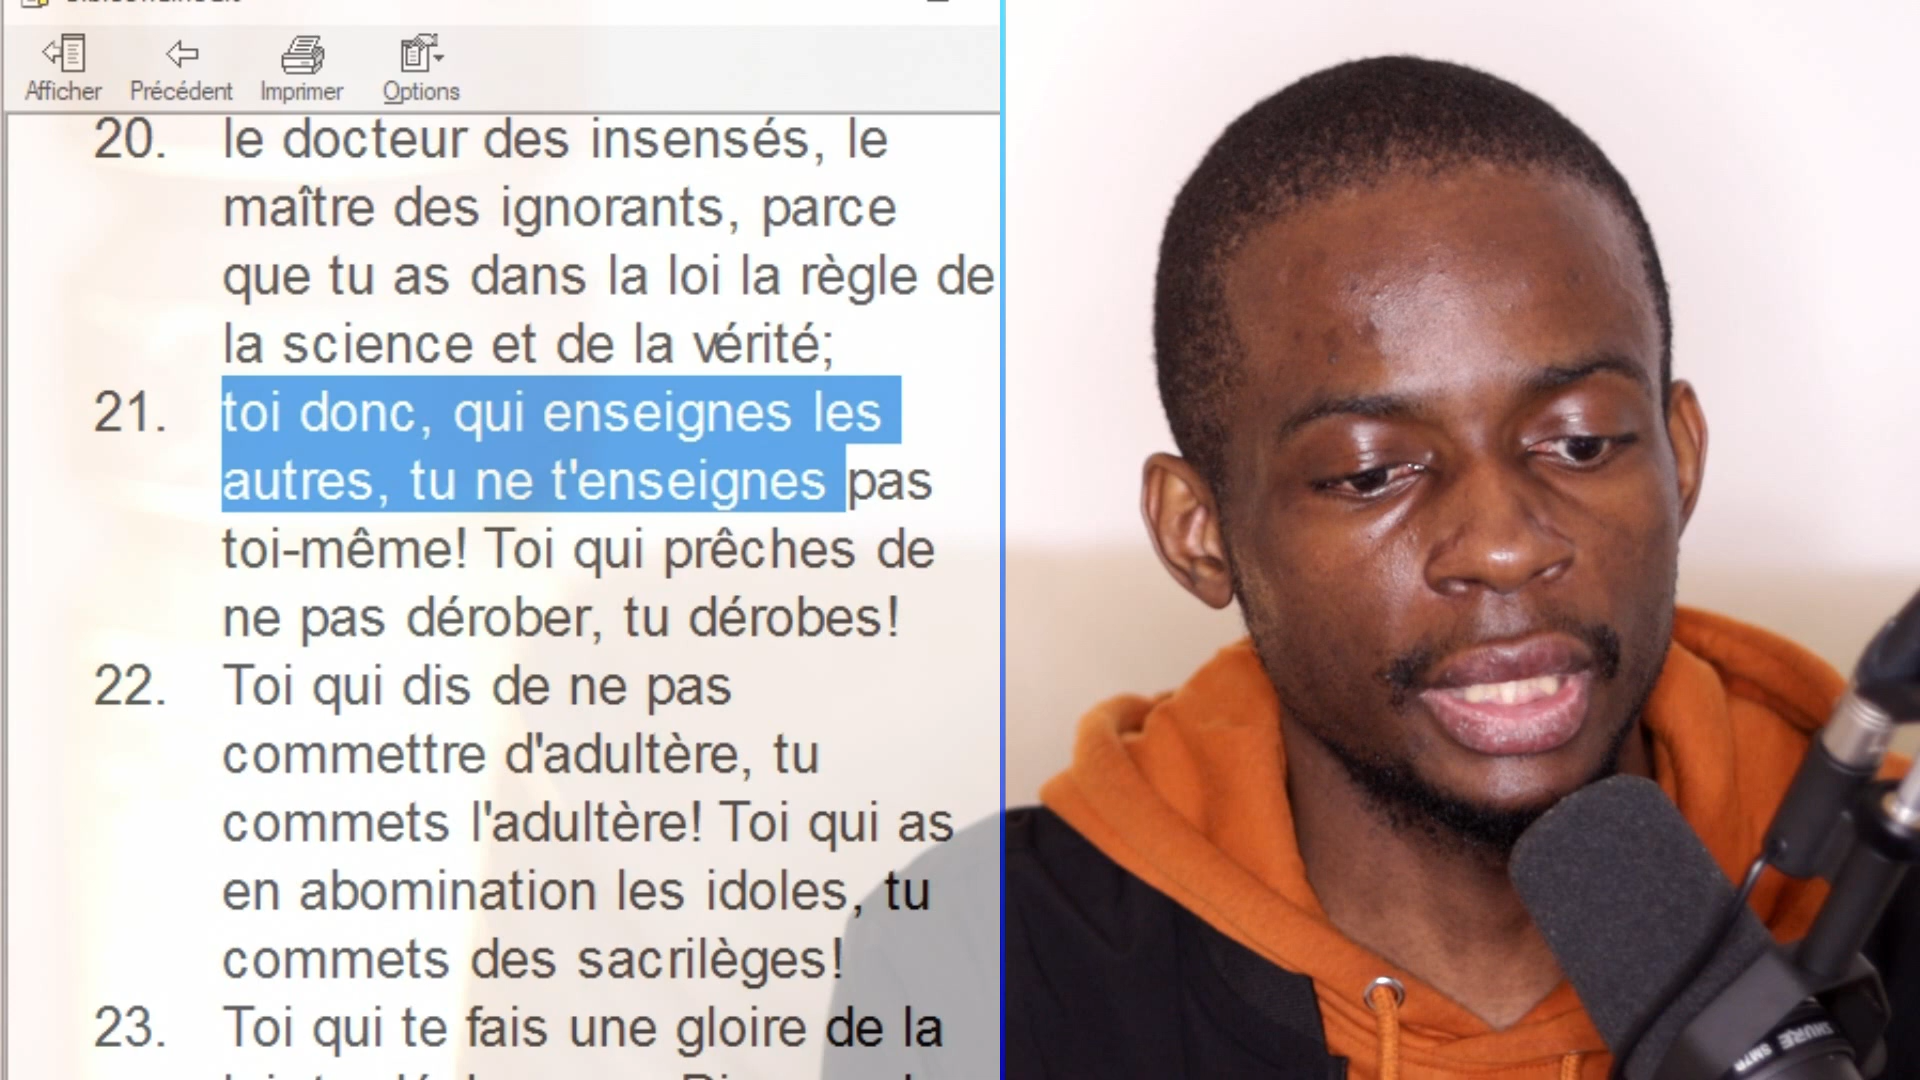 Afficher Précédent Imprimer Options
20. le docteur des insensés, le
maître des ignorants, parce
que tu as dans la loi la règle de
la science et de la vérité;
21. toi donc, qui enseignes les
autres, tu ne t'enseignes pas
toi-même! Toi qui prêches de
ne pas dérober, tu dérobes!
22. Toi qui dis de ne pas
commettre d'adultère, tu
commets l'adultère! Toi qui as
en abomination les idoles, tu
commets des sacrilèges!
23. Toi qui te fais une gloire de la
SHURE SM7B